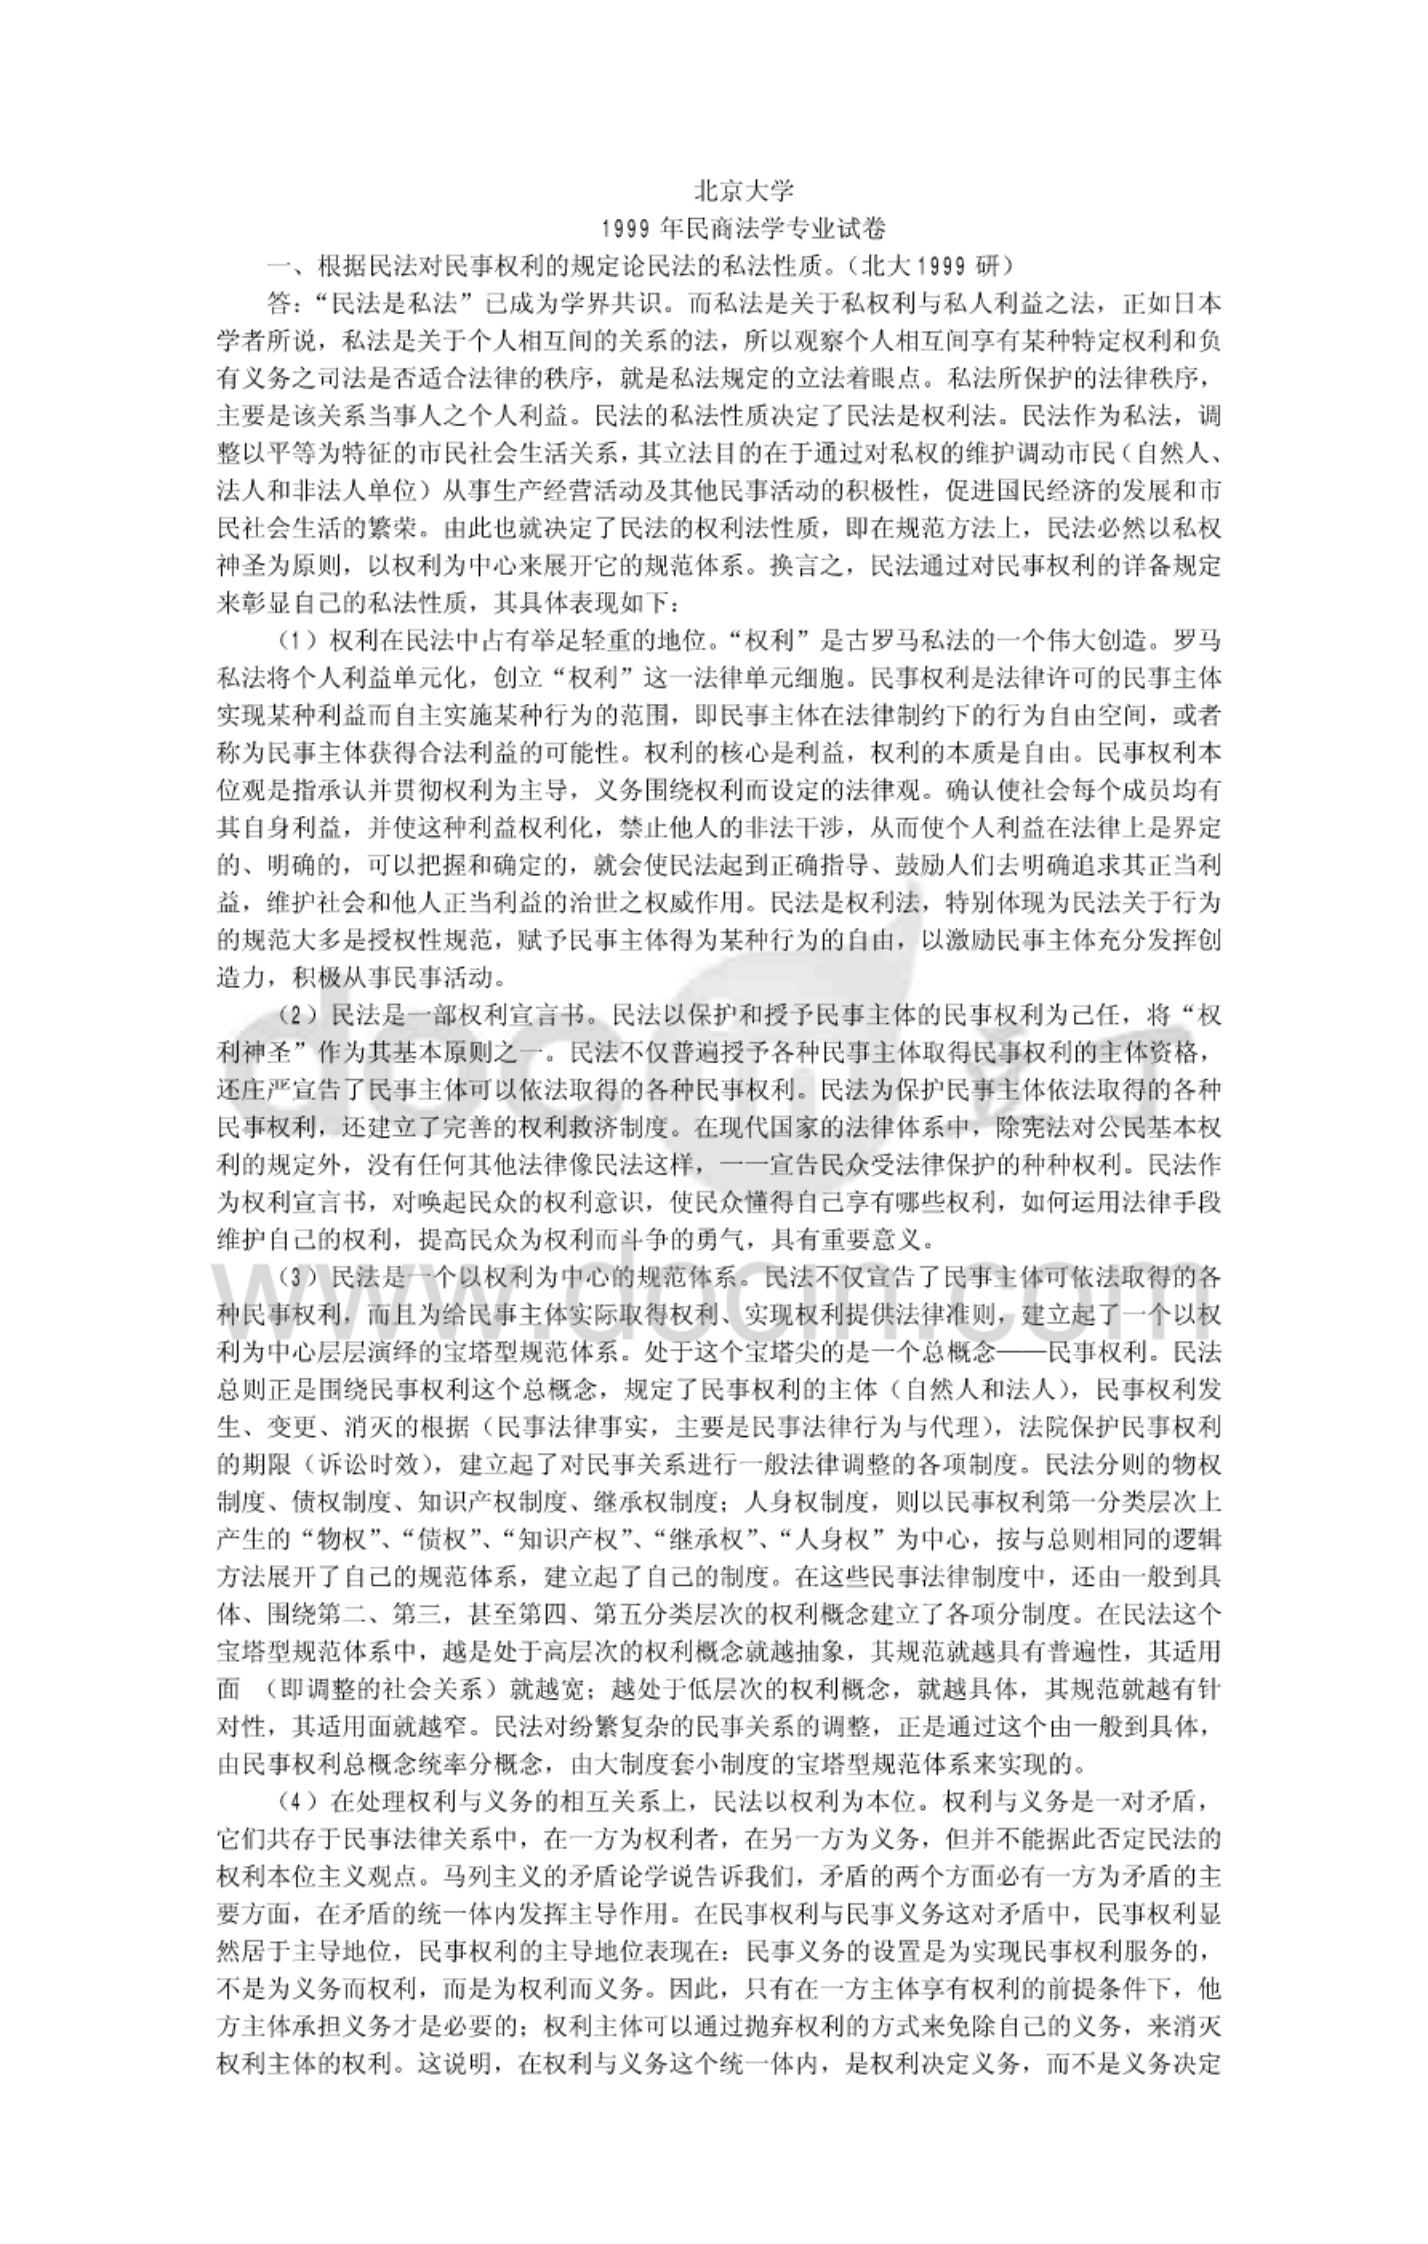 北京大学
1999 年民商法学专业试卷
一、根据民法对民事权利的规定论民法的私法性质。（北大1999 研）
答：“民法是私法”已成为学界共识。而私法是关于私权利与私人利益之法，正如日本
学者所说，私法是关于个人相互间的关系的法，所以观察个人相互间享有某种特定权利和负
有义务之司法是否适合法律的秩序，就是私法规定的立法着眼点。私法所保护的法律秩序，
主要是该关系当事人之个人利益。民法的私法性质决定了民法是权利法。民法作为私法，调
整以平等为特征的市民社会生活关系，其立法目的在于通过对私权的维护调动市民（自然人、
法人和非法人单位）从事生产经营活动及其他民事活动的积极性，促进国民经济的发展和市
民社会生活的繁荣。由此也就决定了民法的权利法性质，即在规范方法上，民法必然以私权
神圣为原则，以权利为中心来展开它的规范体系。换言之，民法通过对民事权利的详备规定
来彰显自己的私法性质，其具体表现如下：
（1）权利在民法中占有举足轻重的地位。“权利”是古罗马私法的一个伟大创造。罗马
私法将个人利益单元化，创立“权利”这一法律单元细胞。民事权利是法律许可的民事主体
实现某种利益而自主实施某种行为的范围，即民事主体在法律制约下的行为自由空间，或者
称为民事主体获得合法利益的可能性。权利的核心是利益，权利的本质是自由。民事权利本
位观是指承认并贯彻权利为主导，义务围绕权利而设定的法律观。确认使社会每个成员均有
其自身利益，并使这种利益权利化，禁止他人的非法干涉，从而使个人利益在法律上是界定
的、明确的，可以把握和确定的，就会使民法起到正确指导、鼓励人们去明确追求其正当利
益，维护社会和他人正当利益的治世之权威作用。民法是权利法，特别体现为民法关于行为
的规范大多是授权性规范，赋予民事主体得为某种行为的自由，以激励民事主体充分发挥创
造力，积极从事民事活动。
（2）民法是一部权利宣言书。民法以保护和授予民事主体的民事权利为己任，将“权
利神圣”作为其基本原则之一。民法不仅普遍授予各种民事主体取得民事权利的主体资格，
还庄严宣告了民事主体可以依法取得的各种民事权利。民法为保护民事主体依法取得的各种
民事权利，还建立了完善的权利救济制度。在现代国家的法律体系中，除宪法对公民基本权
利的规定外，没有任何其他法律像民法这样，一一宣告民众受法律保护的种种权利。民法作
为权利宣言书，对唤起民众的权利意识，使民众懂得自己享有哪些权利，如何运用法律手段
维护自己的权利，提高民众为权利而斗争的勇气，具有重要意义。
（3）民法是一个以权利为中心的规范体系。民法不仅宣告了民事主体可依法取得的各
种民事权利，而且为给民事主体实际取得权利、实现权利提供法律准则，建立起了一个以权
利为中心层层演绎的宝塔型规范体系。处于这个宝塔尖的是一个总概念——民事权利。民法
总则正是围绕民事权利这个总概念，规定了民事权利的主体（自然人和法人），民事权利发
生、变更、消灭的根据（民事法律事实，主要是民事法律行为与代理），法院保护民事权利
的期限（诉讼时效），建立起了对民事关系进行一般法律调整的各项制度。民法分则的物权
制度、债权制度、知识产权制度、继承权制度；人身权制度，则以民事权利第一分类层次上
产生的“物权”、“债权”、“知识产权”、“继承权”、“人身权”为中心，按与总则相同的逻辑
方法展开了自己的规范体系，建立起了自己的制度。在这些民事法律制度中，还由一般到具
体、围绕第二、第三，甚至第四、第五分类层次的权利概念建立了各项分制度。在民法这个
宝塔型规范体系中，越是处于高层次的权利概念就越抽象，其规范就越具有普遍性，其适用
面 （即调整的社会关系）就越宽；越处于低层次的权利概念，就越具体，其规范就越有针
对性，其适用面就越窄。民法对纷繁复杂的民事关系的调整，正是通过这个由一般到具体，
由民事权利总概念统率分概念，由大制度套小制度的宝塔型规范体系来实现的。
（4）在处理权利与义务的相互关系上，民法以权利为本位。权利与义务是一对矛盾，
它们共存于民事法律关系中，在一方为权利者，在另一方为义务，但并不能据此否定民法的
权利本位主义观点。马列主义的矛盾论学说告诉我们，矛盾的两个方面必有一方为矛盾的主
要方面，在矛盾的统一体内发挥主导作用。在民事权利与民事义务这对矛盾中，民事权利显
然居于主导地位，民事权利的主导地位表现在：民事义务的设置是为实现民事权利服务的，
不是为义务而权利，而是为权利而义务。因此，只有在一方主体享有权利的前提条件下，他
方主体承担义务才是必要的；权利主体可以通过抛弃权利的方式来免除自己的义务，来消灭
权利主体的权利。这说明，在权利与义务这个统一体内，是权利决定义务，而不是义务决定
docin 豆丁
www.docin.com